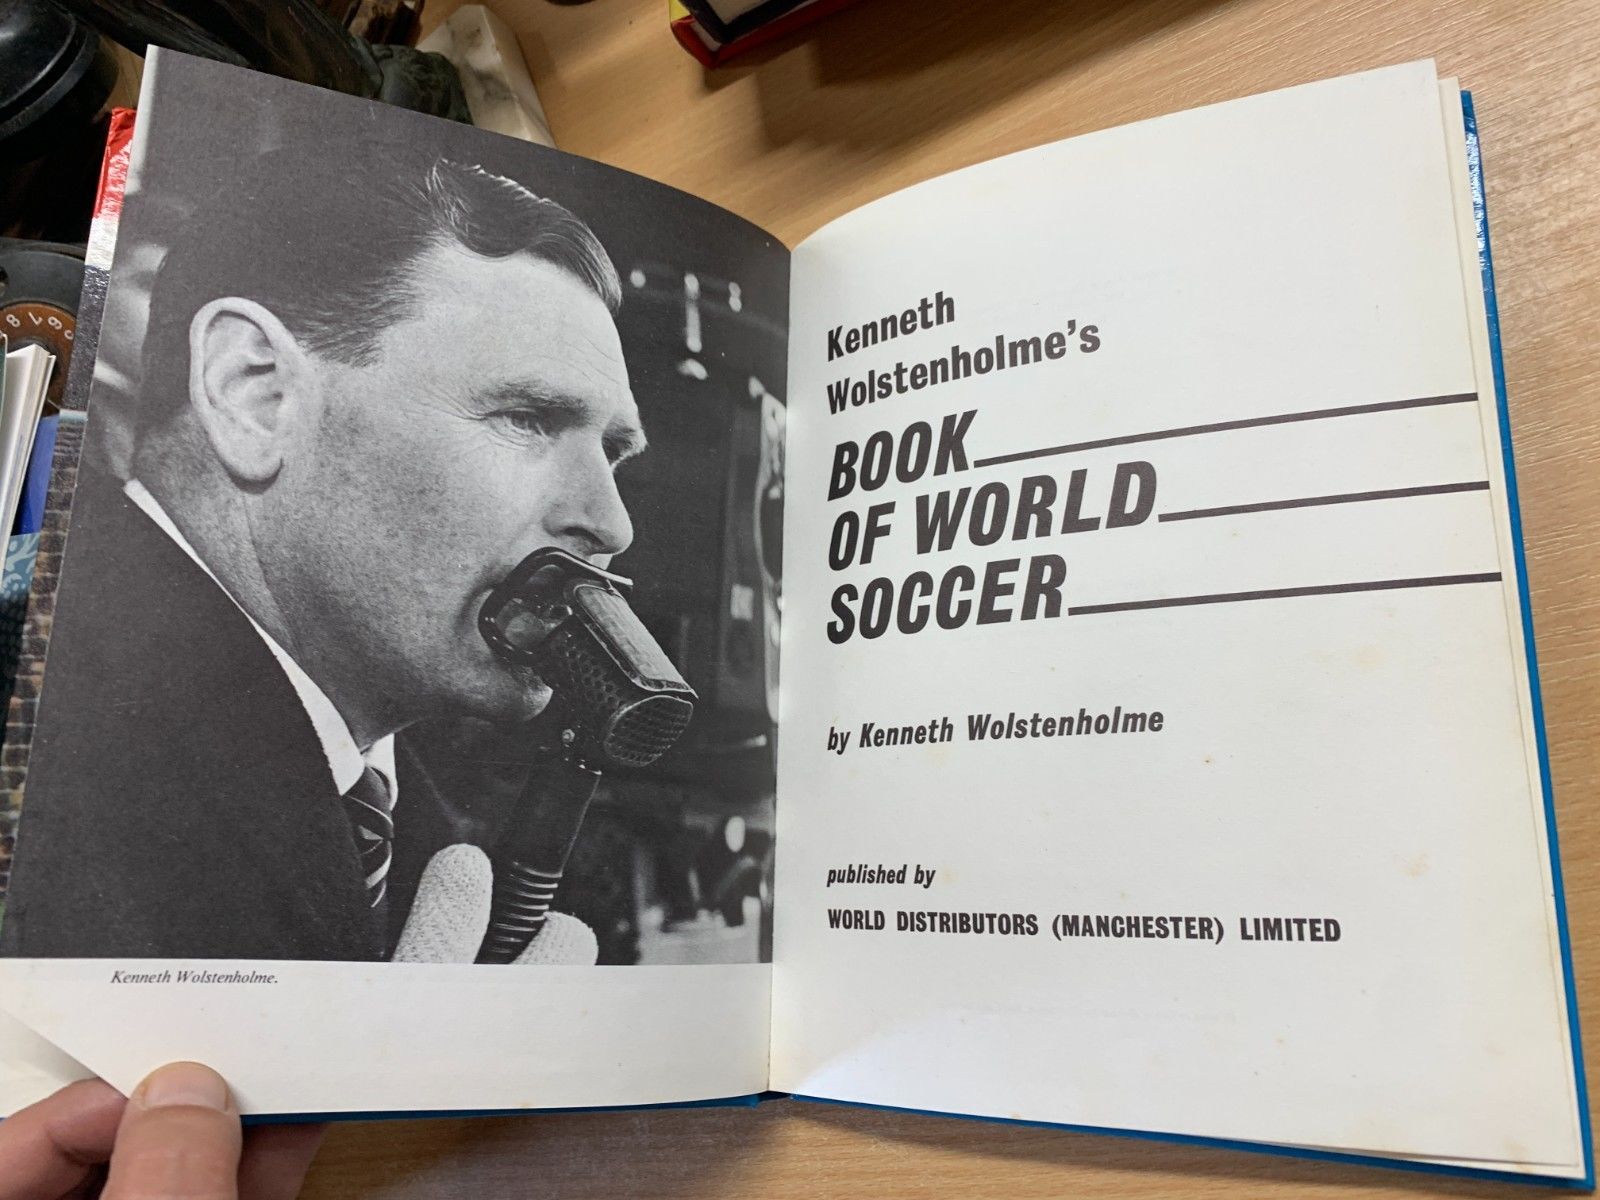 Kenneth Wolstenholme.
Kenneth
Wolstenholme's
BOOK
OF WORLD
SOCCER
by Kenneth Wolstenholme
published by
WORLD DISTRIBUTORS (MANCHESTER) LIMITED